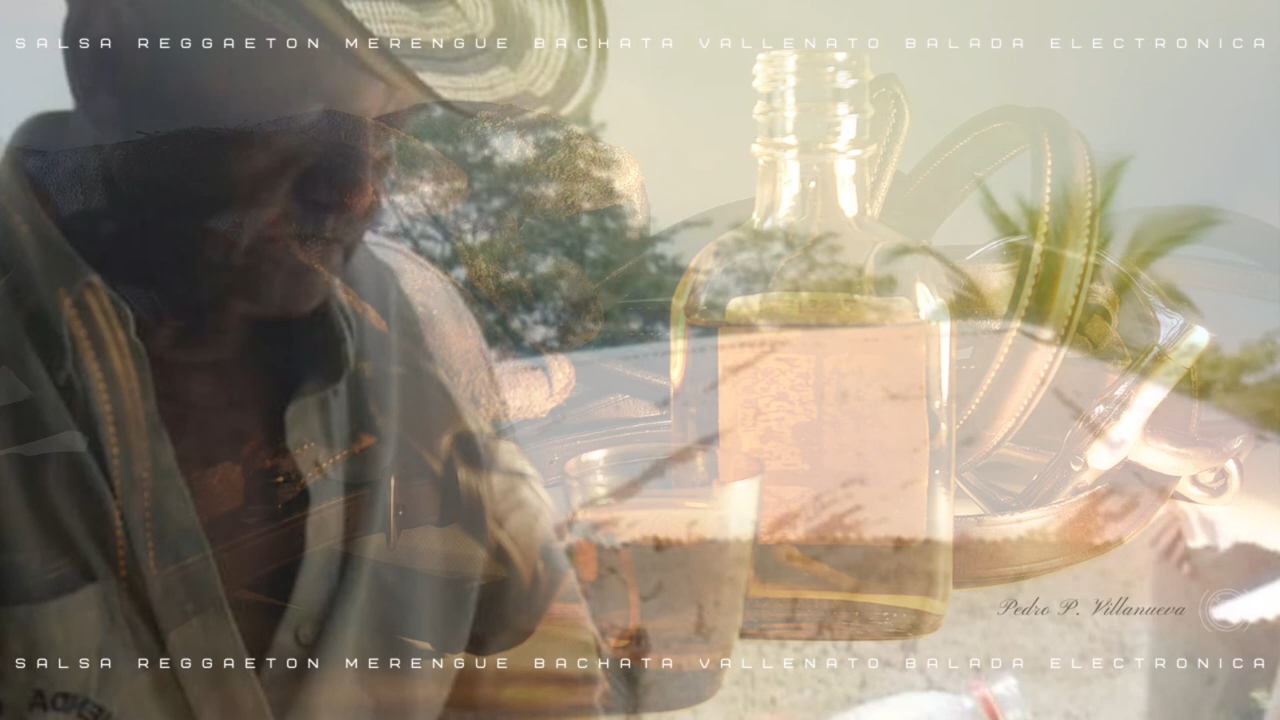 SALSA REGGAETON MERENGUE BACHATA VALLENATO BALADA ELECTRONICA
Pedro P. Villanueva
SALSA REGGAETON MERENGUE BACHATA VALLENATO BALADA ELECTRONICA